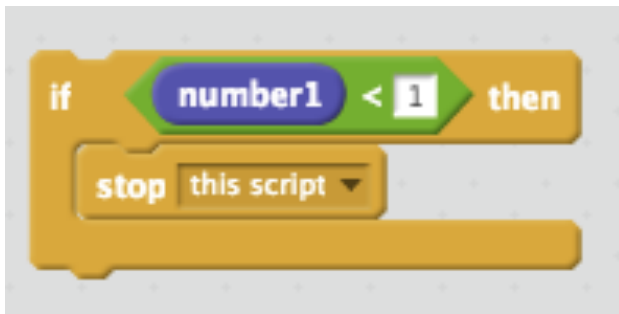 if number1 < 1 then
stop this script